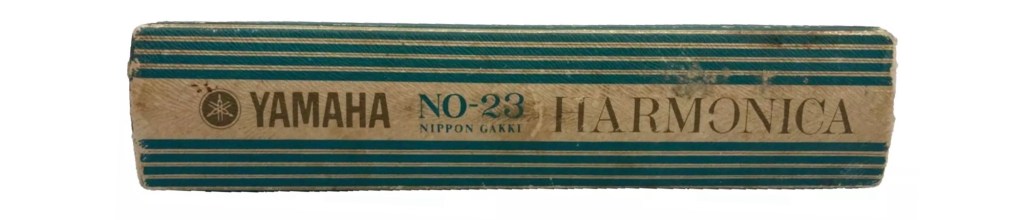 YAMAHA NO-23 HARMONICA
NIPPON GAKKI